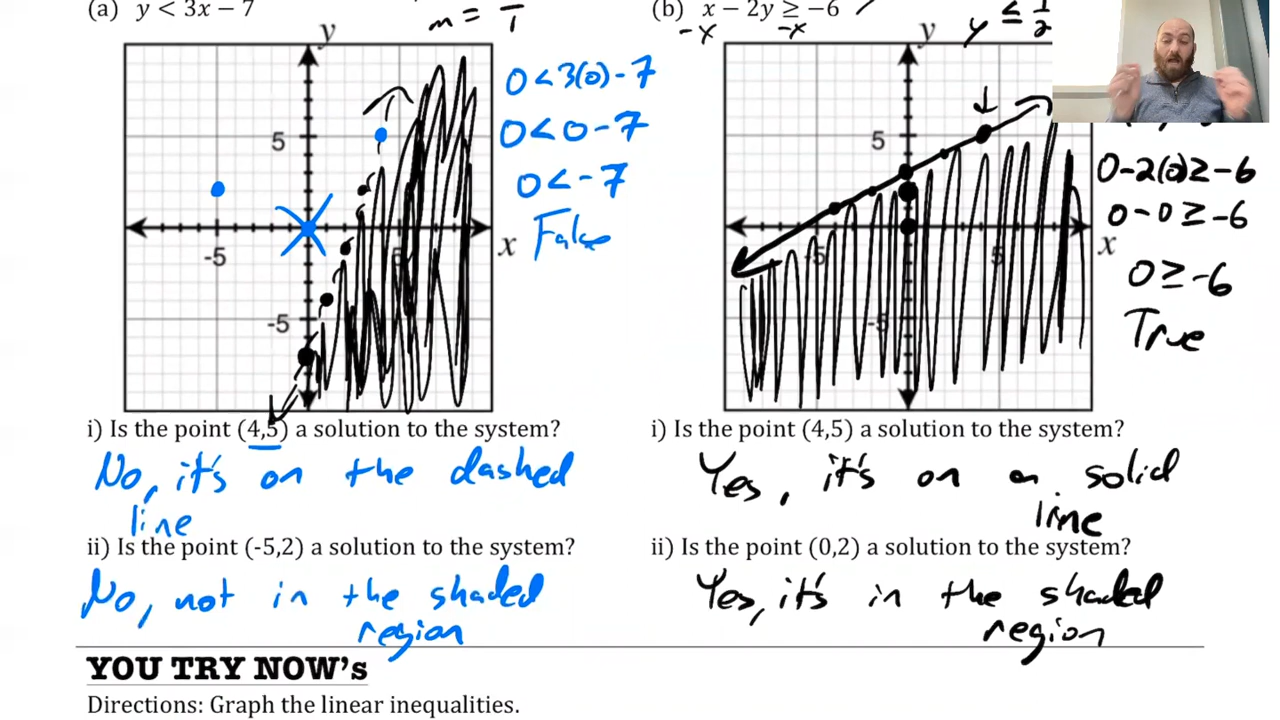 (a) y < 3x − 7
m = 1
(b) x − 2y ≥ −6
-x -x
y ≤ 1/2
y
5
-5
-5
x
0 < 3(0) - 7
0 < 0 - 7
0 < -7
False
y
5
-5
5
-5
x
0 - 2(0) ≥ -6
0 - 0 ≥ -6
0 ≥ -6
True
i) Is the point (4,5) a solution to the system?
No, it's on the dashed
line
ii) Is the point (-5,2) a solution to the system?
No, not in the shaded
region
i) Is the point (4,5) a solution to the system?
Yes, it's on a solid
line
ii) Is the point (0,2) a solution to the system?
Yes, it's in the shaded
region
YOU TRY NOW's
Directions: Graph the linear inequalities.